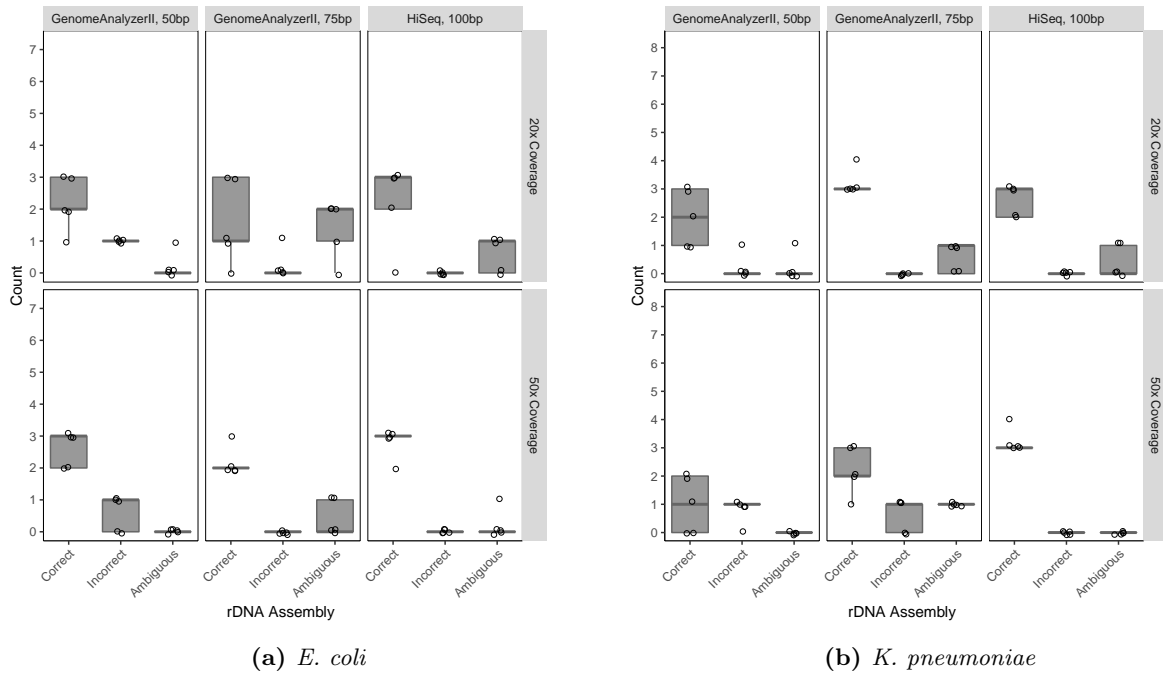 GenomeAnalyzerII, 50bp GenomeAnalyzerII, 75bp HiSeq, 100bp
7
6
5
4
3
2
1
0
20x Coverage
Count
7
6
5
4
3
2
1
0
50x Coverage
Correct Incorrect Ambiguous Correct Incorrect Ambiguous Correct Incorrect Ambiguous
rDNA Assembly
(a) E. coli
GenomeAnalyzerII, 50bp GenomeAnalyzerII, 75bp HiSeq, 100bp
8
7
6
5
4
3
2
1
0
20x Coverage
Count
8
7
6
5
4
3
2
1
0
50x Coverage
Correct Incorrect Ambiguous Correct Incorrect Ambiguous Correct Incorrect Ambiguous
rDNA Assembly
(b) K. pneumoniae